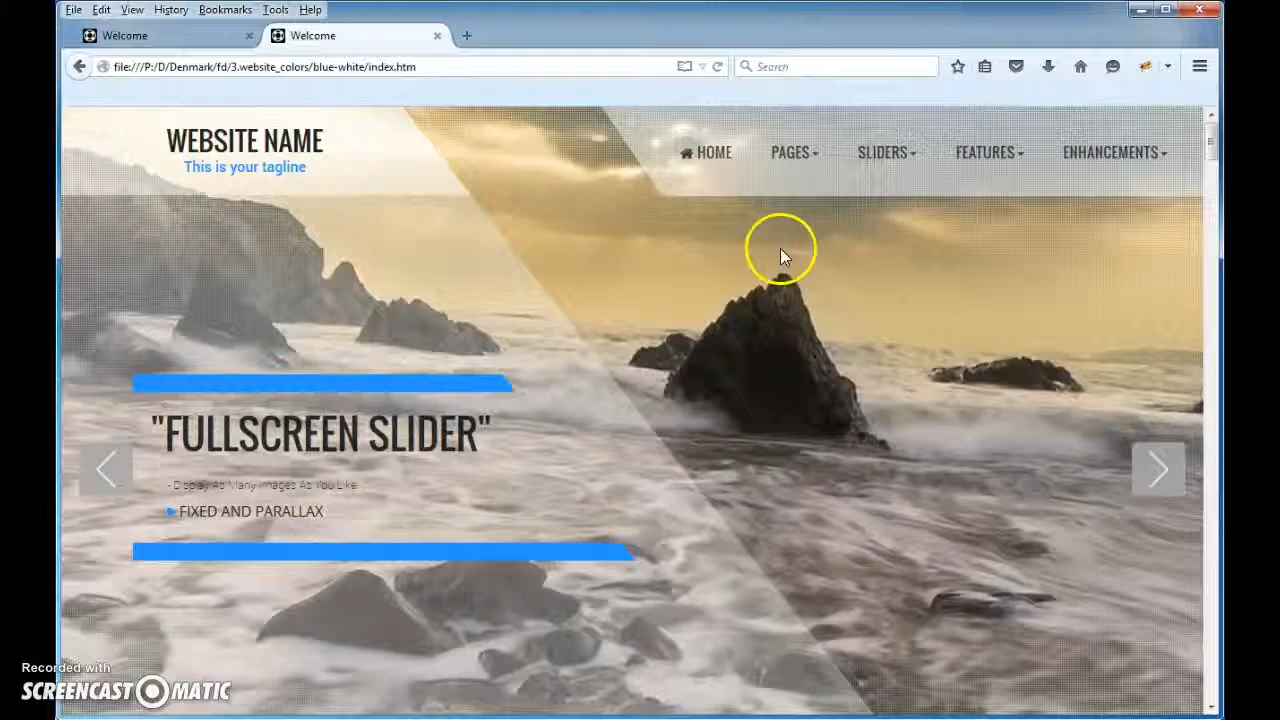 File Edit View History Bookmarks Tools Help
Welcome
Welcome
file:///P:/D/Denmark/fd/3.website_colors/blue-white/index.htm
Search
WEBSITE NAME
This is your tagline
HOME PAGES SLIDERS FEATURES ENHANCEMENTS
"FULLSCREEN SLIDER"
- Display As Many Images As You Like
FIXED AND PARALLAX
Recorded with
SCREENCAST MATIC